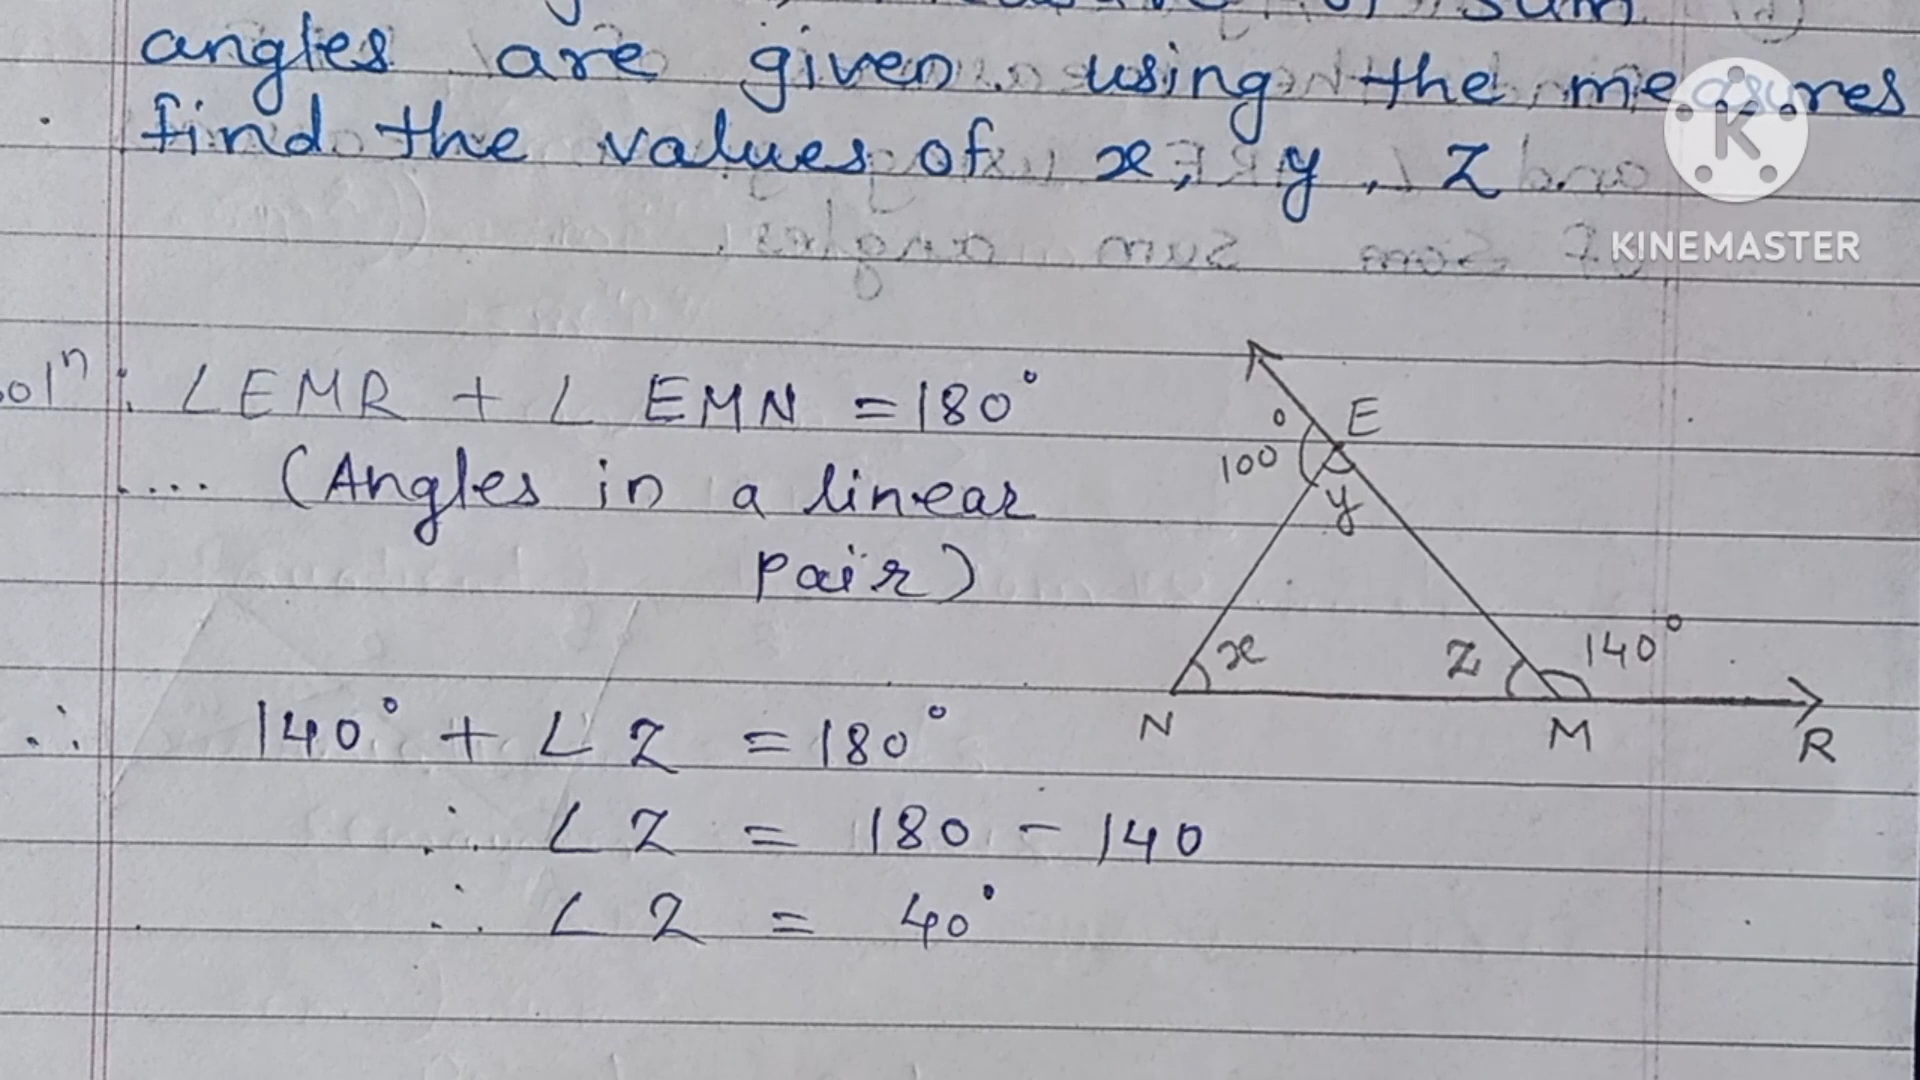 sum
angles are given. using the measures
find the values of x, y, z
K
KINEMASTER
solⁿ: ∠EMR + ∠EMN = 180°
.... (Angles in a linear
pair)
∴ 140° + ∠Z = 180°
∴ ∠Z = 180 - 140
∴ ∠Z = 40°
E
100°
y
x
z
140°
N
M
R